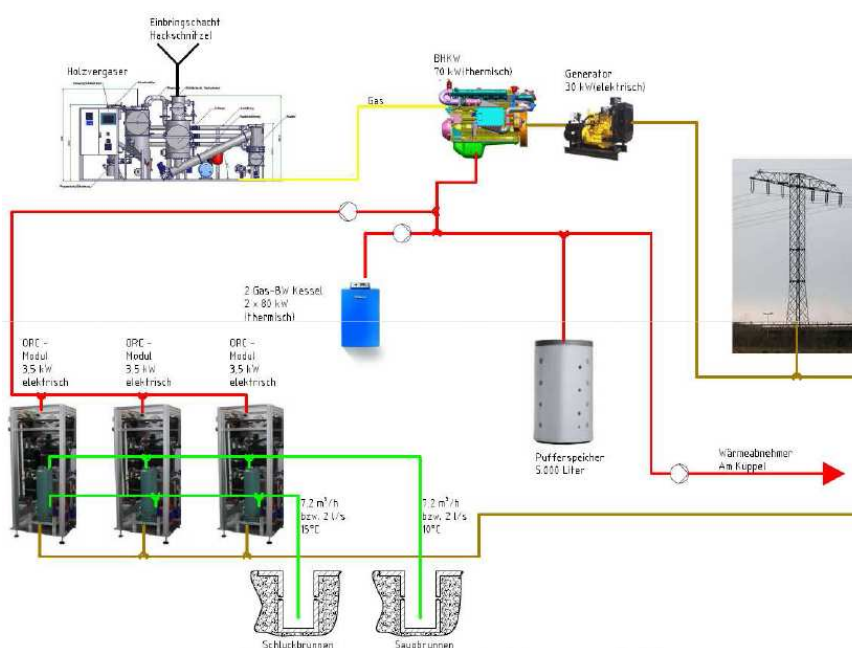 Einbringschacht
Hackschnitzel
Holzvergaser
Gas
BHKW
70 kW(thermisch)
Generator
30 kW(elektrisch)
2 Gas-BW Kessel
2 x 80 kW
(thermisch)
ORC -
Modul
3,5 kW
elektrisch
ORC -
Modul
3,5 kW
elektrisch
ORC -
Modul
3,5 kW
elektrisch
Pufferspeicher
5.000 Liter
Wärmeabnehmer
Am Kuppel
7,2 m³/h
bzw. 2 l/s
15°C
7,2 m³/h
bzw. 2 l/s
10°C
Schluckbrunnen
Saugbrunnen